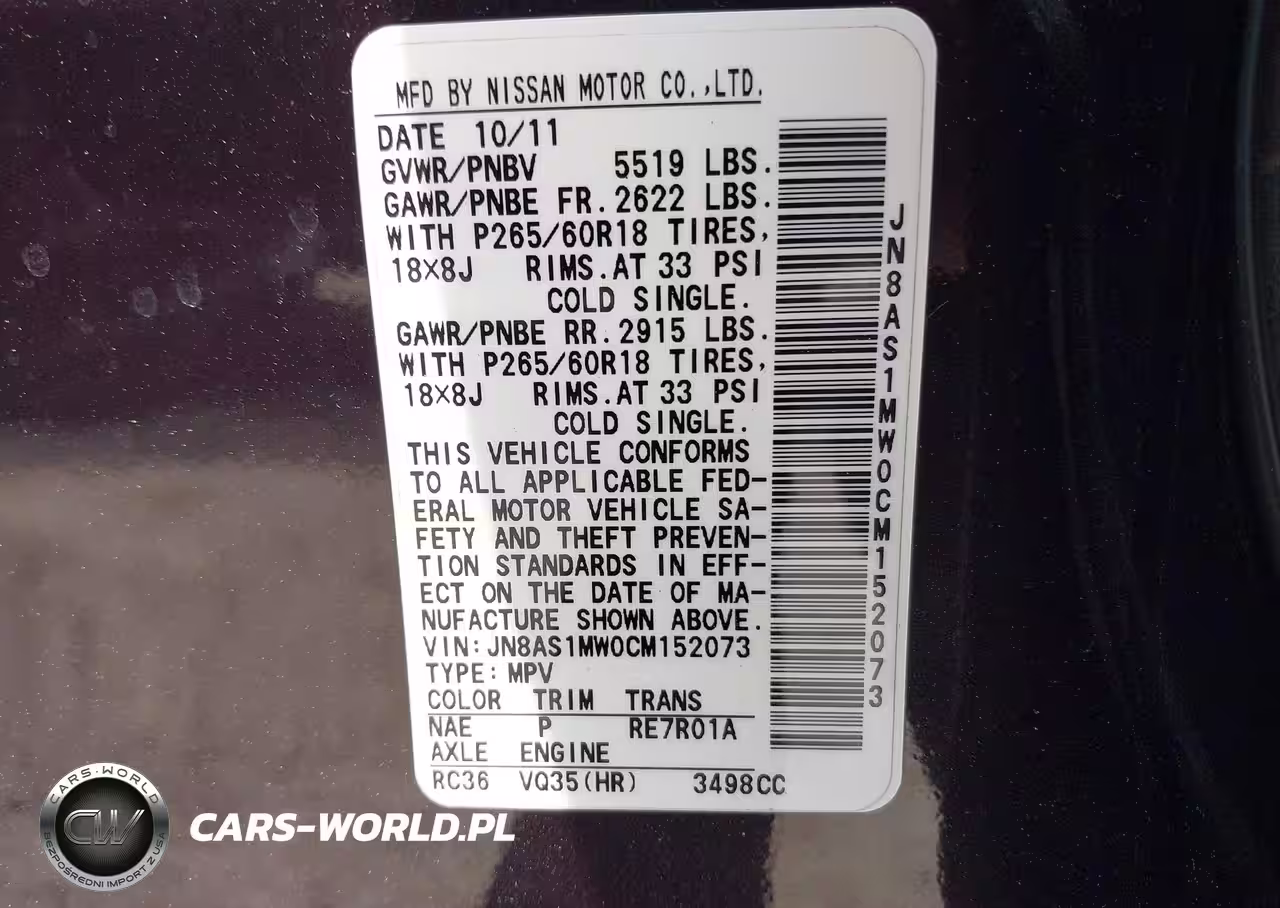 MFD BY NISSAN MOTOR CO.,LTD.
DATE 10/11
GVWR/PNBV 5519 LBS.
GAWR/PNBE FR. 2622 LBS.
WITH P265/60R18 TIRES,
18×8J RIMS.AT 33 PSI
COLD SINGLE.
GAWR/PNBE RR. 2915 LBS.
WITH P265/60R18 TIRES,
18×8J RIMS.AT 33 PSI
COLD SINGLE.
THIS VEHICLE CONFORMS
TO ALL APPLICABLE FED-
ERAL MOTOR VEHICLE SA-
FETY AND THEFT PREVEN-
TION STANDARDS IN EFF-
ECT ON THE DATE OF MA-
NUFACTURE SHOWN ABOVE.
VIN:JN8AS1MW0CM152073
TYPE:MPV
COLOR TRIM TRANS
NAE P RE7R01A
AXLE ENGINE
RC36 VQ35(HR) 3498CC
JN8AS1MW0CM152073
CARS-WORLD
CW
BEZPOŚREDNI IMPORT Z USA
CARS-WORLD.PL